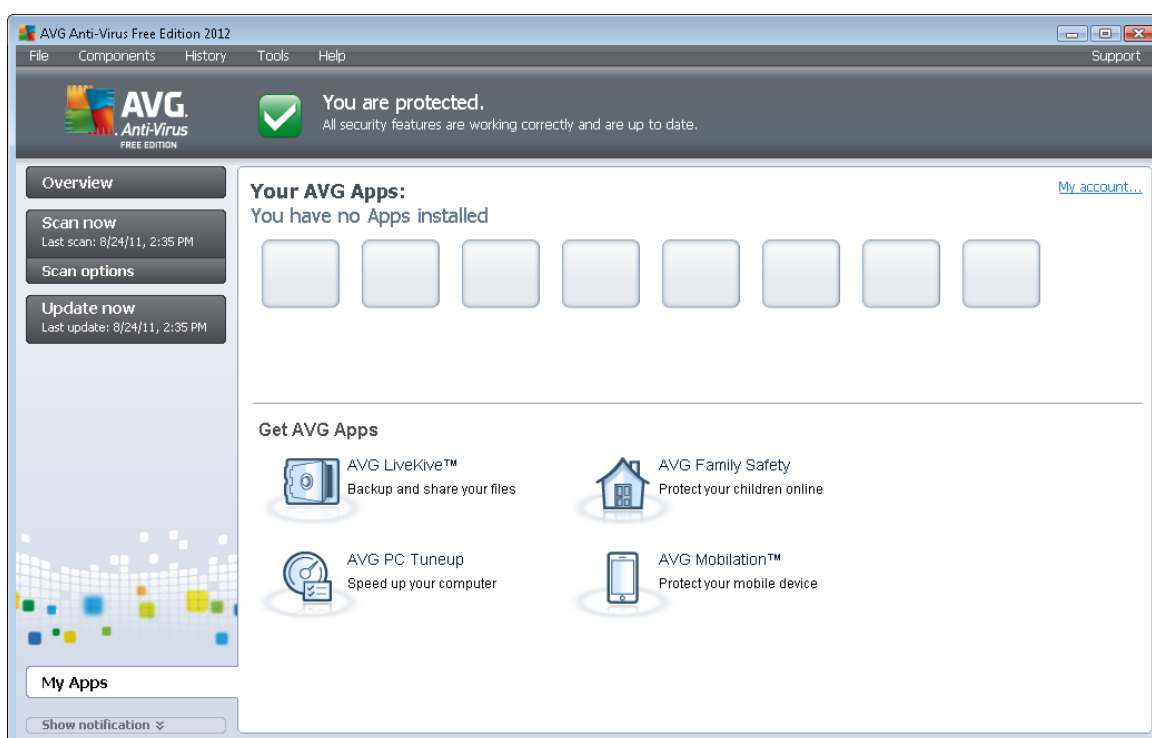 AVG Anti-Virus Free Edition 2012
File Components History Tools Help Support
AVG.
Anti-Virus
FREE EDITION
You are protected.
All security features are working correctly and are up to date.
Overview
Scan now
Last scan: 8/24/11, 2:35 PM
Scan options
Update now
Last update: 8/24/11, 2:35 PM
My Apps
Show notification
Your AVG Apps:
My account...
You have no Apps installed
Get AVG Apps
AVG LiveKive™
Backup and share your files
AVG Family Safety
Protect your children online
AVG PC Tuneup
Speed up your computer
AVG Mobilation™
Protect your mobile device